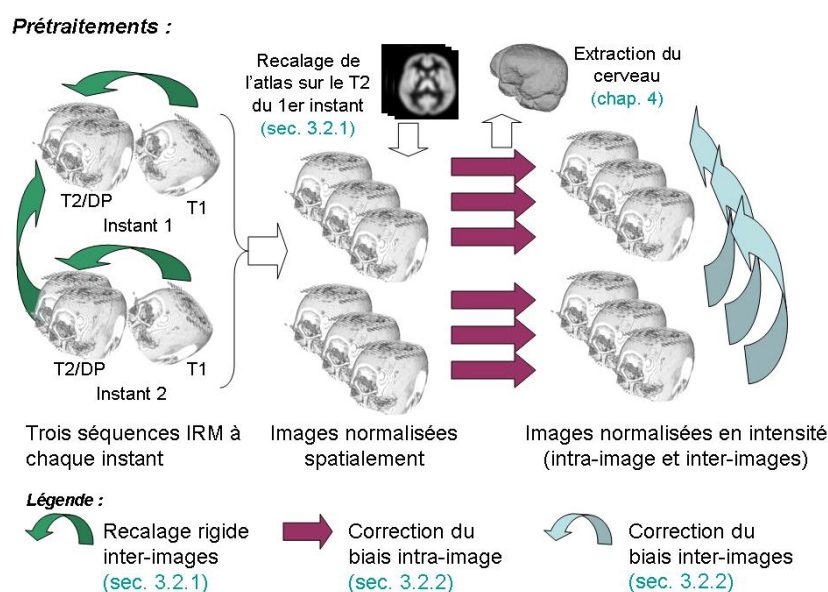 Prétraitements :
Recalage de
l'atlas sur le T2
du 1er instant
(sec. 3.2.1)
Extraction du
cerveau
(chap. 4)
T2/DP
T1
Instant 1
T2/DP
T1
Instant 2
Trois séquences IRM à
chaque instant
Images normalisées
spatialement
Images normalisées en intensité
(intra-image et inter-images)
Légende :
Recalage rigide
inter-images
(sec. 3.2.1)
Correction du
biais intra-image
(sec. 3.2.2)
Correction du
biais inter-images
(sec. 3.2.2)